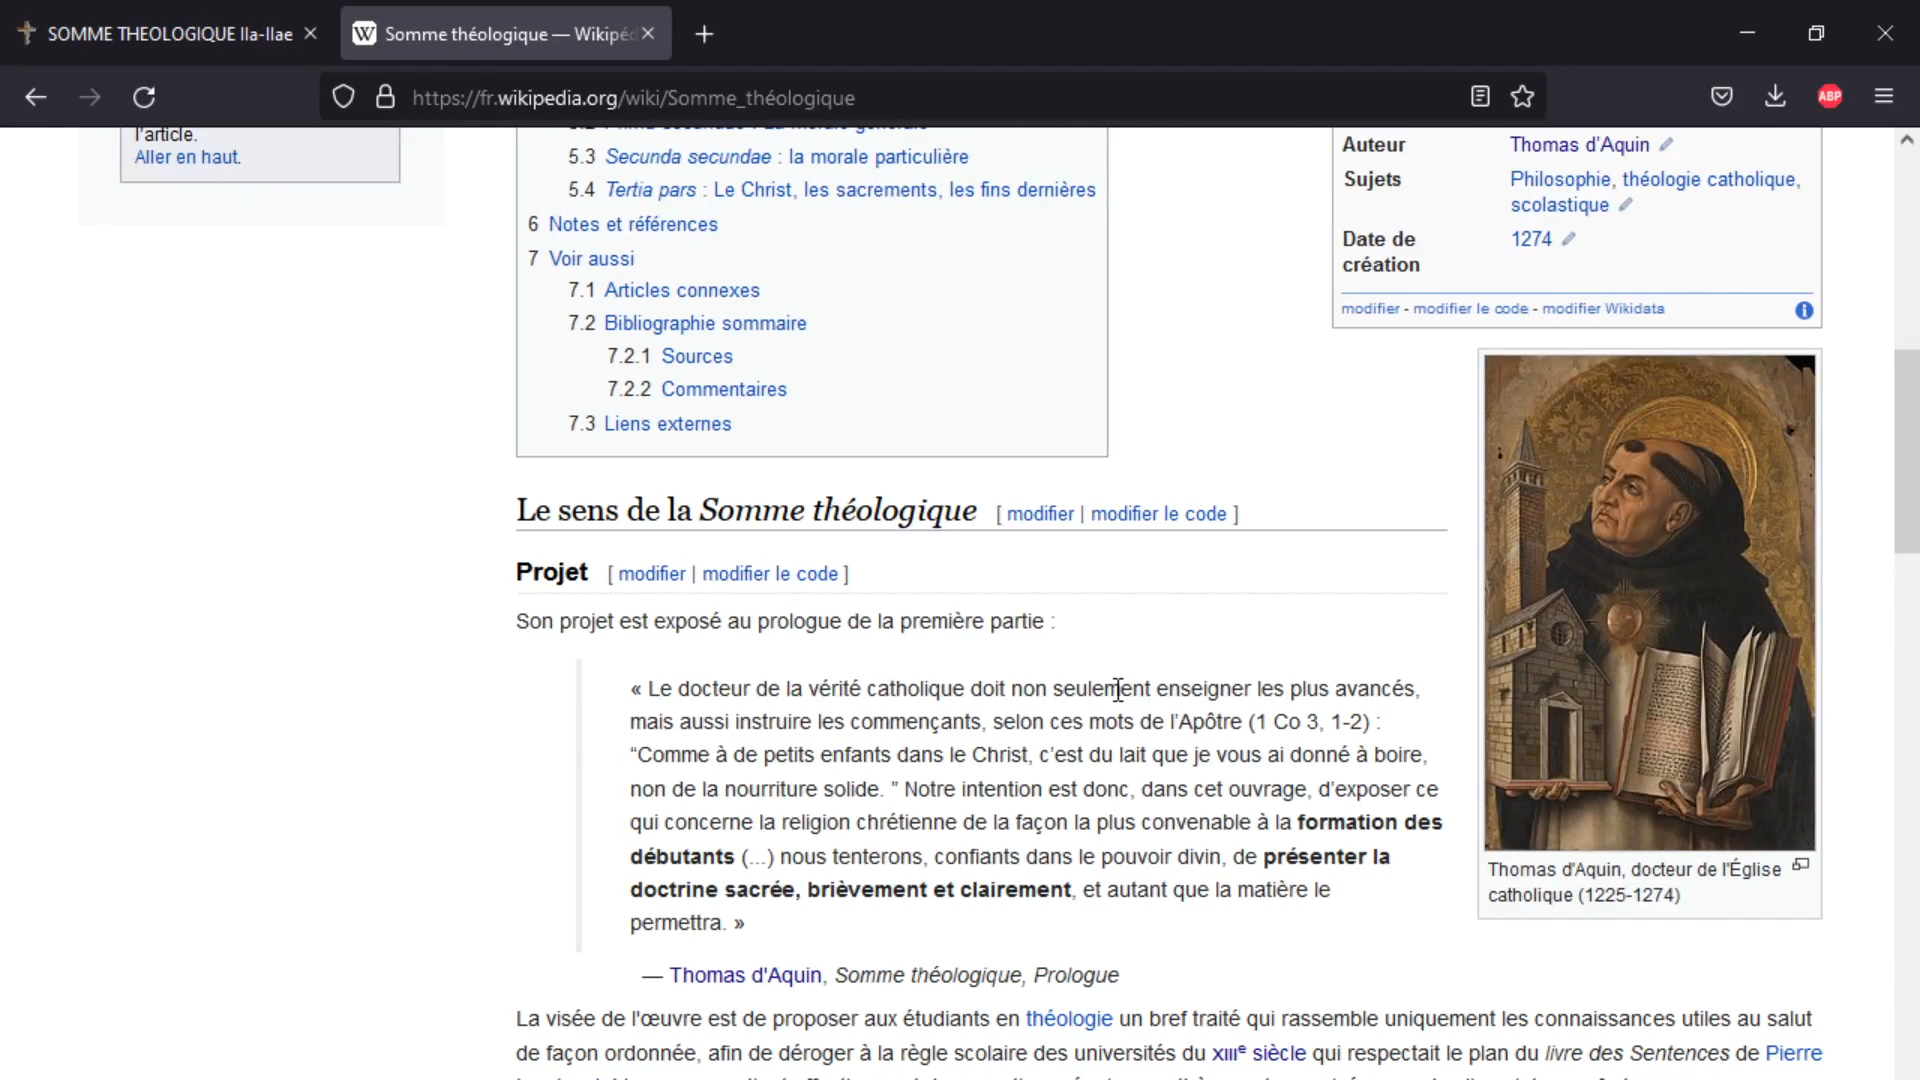 SOMME THEOLOGIQUE IIa-IIae
Somme théologique — Wikipéd
https://fr.wikipedia.org/wiki/Somme_théologique
ABP
l'article.
Aller en haut.
5.3 Secunda secundae : la morale particulière
5.4 Tertia pars : Le Christ, les sacrements, les fins dernières
6 Notes et références
7 Voir aussi
7.1 Articles connexes
7.2 Bibliographie sommaire
7.2.1 Sources
7.2.2 Commentaires
7.3 Liens externes
Auteur Thomas d'Aquin
Sujets Philosophie, théologie catholique,
scolastique
Date de 1274
création
modifier - modifier le code - modifier Wikidata
Le sens de la Somme théologique [ modifier | modifier le code ]
Projet [ modifier | modifier le code ]
Son projet est exposé au prologue de la première partie :
« Le docteur de la vérité catholique doit non seulement enseigner les plus avancés,
mais aussi instruire les commençants, selon ces mots de l'Apôtre (1 Co 3, 1-2) :
“Comme à de petits enfants dans le Christ, c'est du lait que je vous ai donné à boire,
non de la nourriture solide. ” Notre intention est donc, dans cet ouvrage, d'exposer ce
qui concerne la religion chrétienne de la façon la plus convenable à la formation des
débutants (...) nous tenterons, confiants dans le pouvoir divin, de présenter la
doctrine sacrée, brièvement et clairement, et autant que la matière le
permettra. »
— Thomas d'Aquin, Somme théologique, Prologue
Thomas d'Aquin, docteur de l'Église
catholique (1225-1274)
La visée de l'œuvre est de proposer aux étudiants en théologie un bref traité qui rassemble uniquement les connaissances utiles au salut
de façon ordonnée, afin de déroger à la règle scolaire des universités du XIIIe siècle qui respectait le plan du livre des Sentences de Pierre